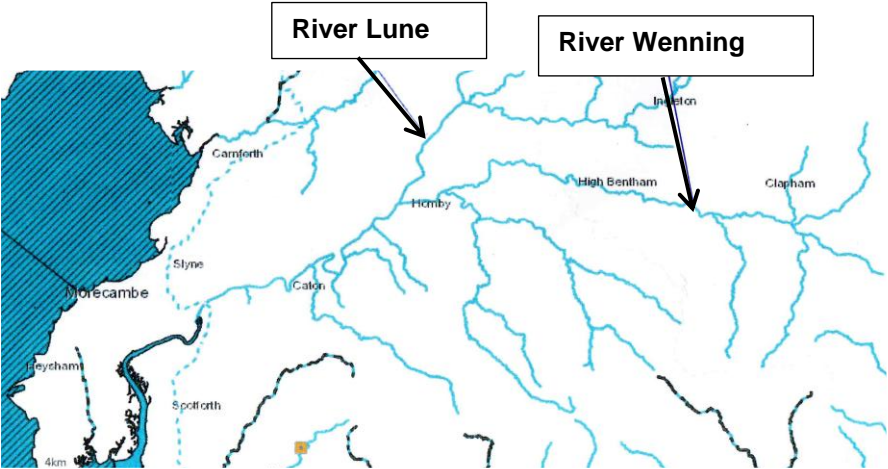 River Lune
River Wenning
Ingleton
Carnforth
High Bentham
Clapham
Hornby
Slyne
Caton
Morecambe
Heysham
Scotforth
4km